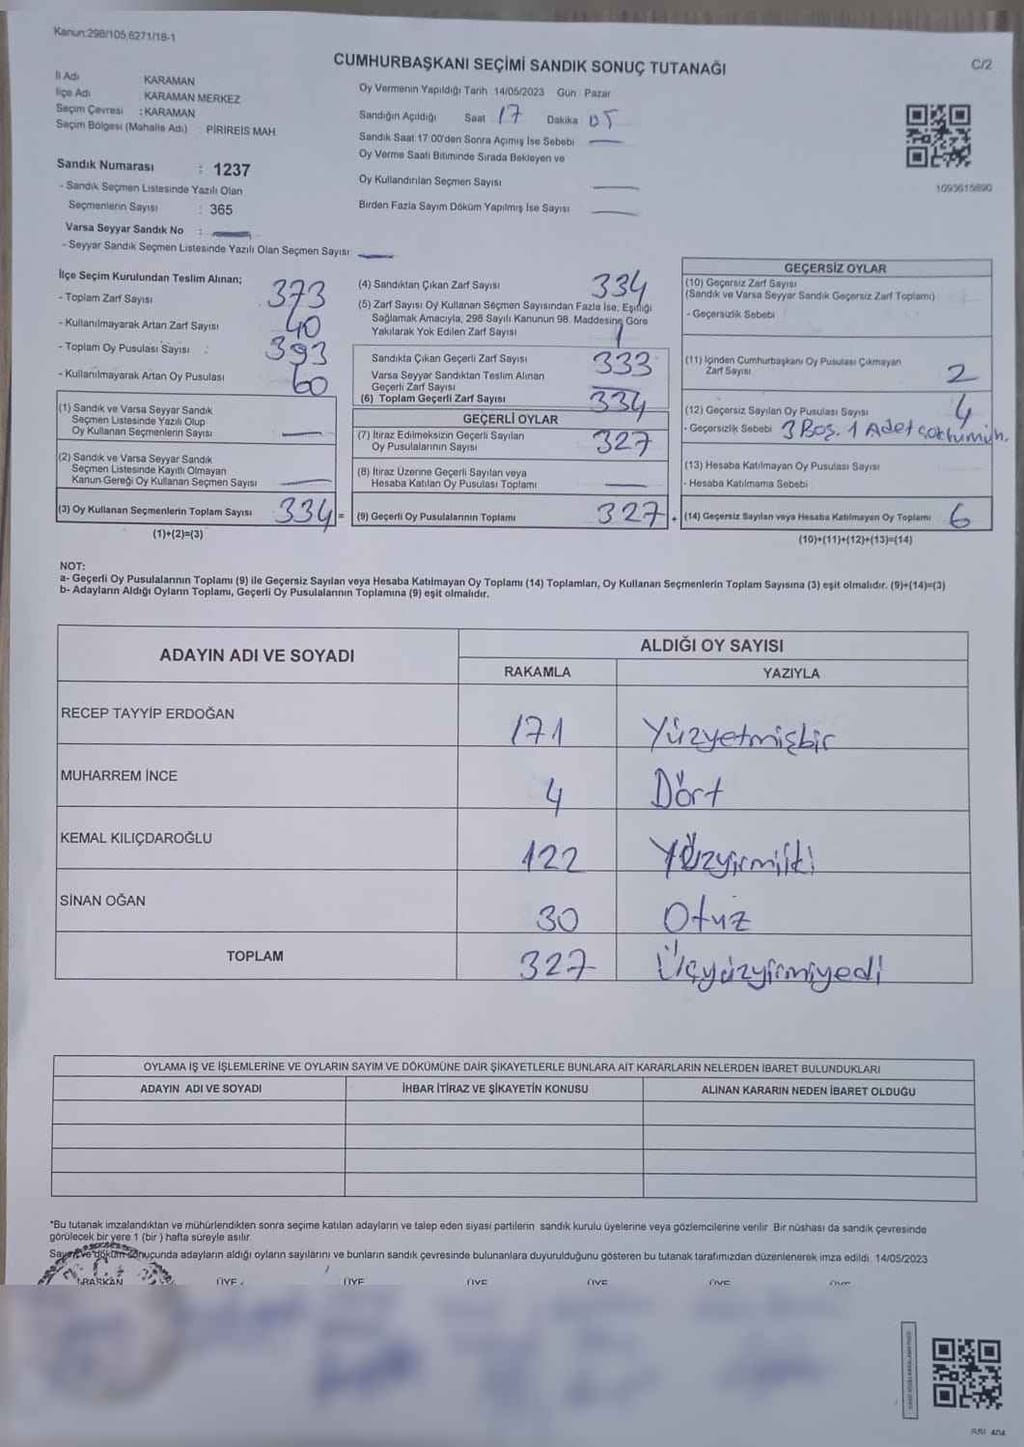 Kanun:298/105,6271/18-1
CUMHURBAŞKANI SEÇİMİ SANDIK SONUÇ TUTANAĞI
C/2
İl Adı KARAMAN
İlçe Adı KARAMAN MERKEZ
Seçim Çevresi : KARAMAN
Seçim Bölgesi (Mahalle Adı) : PİRİREİS MAH.
Sandık Numarası : 1237
- Sandık Seçmen Listesinde Yazılı Olan
Seçmenlerin Sayısı : 365
Varsa Seyyar Sandık No :
- Seyyar Sandık Seçmen Listesinde Yazılı Olan Seçmen Sayısı
Oy Vermenin Yapıldığı Tarih 14/05/2023 Gün : Pazar
Sandığın Açıldığı Saat 17 Dakika
Sandık Saat 17:00'den Sonra Açılmış İse Sebebi
Oy Verme Saati Bitiminde Sırada Bekleyen ve
Oy Kullandırılan Seçmen Sayısı
Birden Fazla Sayım Döküm Yapılmış İse Sayısı
1093615890
İlçe Seçim Kurulundan Teslim Alınan;
- Toplam Zarf Sayısı 373
- Kullanılmayarak Artan Zarf Sayısı 40
- Toplam Oy Pusulası Sayısı : 393
- Kullanılmayarak Artan Oy Pusulası 60
(1) Sandık ve Varsa Seyyar Sandık
Seçmen Listesinde Yazılı Olup
Oy Kullanan Seçmenlerin Sayısı
(2) Sandık ve Varsa Seyyar Sandık
Seçmen Listesinde Kayıtlı Olmayan
Kanun Gereği Oy Kullanan Seçmen Sayısı
(3) Oy Kullanan Seçmenlerin Toplam Sayısı 334 =
(1)+(2)=(3)
(4) Sandıktan Çıkan Zarf Sayısı 334
(5) Zarf Sayısı Oy Kullanan Seçmen Sayısından Fazla İse, Eşitliği
Sağlamak Amacıyla, 298 Sayılı Kanunun 98. Maddesine Göre
Yakılarak Yok Edilen Zarf Sayısı 1
Sandıkta Çıkan Geçerli Zarf Sayısı 333
Varsa Seyyar Sandıktan Teslim Alınan
Geçerli Zarf Sayısı
(6) Toplam Geçerli Zarf Sayısı 334
GEÇERLİ OYLAR
(7) İtiraz Edilmeksizin Geçerli Sayılan
Oy Pusulalarının Sayısı 327
(8) İtiraz Üzerine Geçerli Sayılan veya
Hesaba Katılan Oy Pusulası Toplamı
(9) Geçerli Oy Pusulalarının Toplamı 327 +
GEÇERSİZ OYLAR
(10) Geçersiz Zarf Sayısı
(Sandık ve Varsa Seyyar Sandık Geçersiz Zarf Toplamı)
- Geçersizlik Sebebi
(11) İçinden Cumhurbaşkanı Oy Pusulası Çıkmayan
Zarf Sayısı 2
(12) Geçersiz Sayılan Oy Pusulası Sayısı 4
- Geçersizlik Sebebi 3 Boş. 1 Adet
(13) Hesaba Katılmayan Oy Pusulası Sayısı
- Hesaba Katılmama Sebebi
(14) Geçersiz Sayılan veya Hesaba Katılmayan Oy Toplamı 6
(10)+(11)+(12)+(13)=(14)
NOT:
a- Geçerli Oy Pusulalarının Toplamı (9) ile Geçersiz Sayılan veya Hesaba Katılmayan Oy Toplamı (14) Toplamları, Oy Kullanan Seçmenlerin Toplam Sayısına (3) eşit olmalıdır. (9)+(14)=(3)
b- Adayların Aldığı Oyların Toplamı, Geçerli Oy Pusulalarının Toplamına (9) eşit olmalıdır.
ADAYIN ADI VE SOYADI
ALDIĞI OY SAYISI
RAKAMLA YAZIYLA
RECEP TAYYİP ERDOĞAN 171 Yüzyetmişbir
MUHARREM İNCE 4 Dört
KEMAL KILIÇDAROĞLU 122 Yüzyirmiiki
SİNAN OĞAN 30 Otuz
TOPLAM 327 Üçyüzyirmiyedi
OYLAMA İŞ VE İŞLEMLERİNE VE OYLARIN SAYIM VE DÖKÜMÜNE DAİR ŞİKAYETLERLE BUNLARA AİT KARARLARIN NELERDEN İBARET BULUNDUKLARI
ADAYIN ADI VE SOYADI İHBAR İTİRAZ VE ŞİKAYETİN KONUSU ALINAN KARARIN NEDEN İBARET OLDUĞU
*Bu tutanak imzalandıktan ve mühürlendikten sonra seçime katılan adayların ve talep eden siyasi partilerin sandık kurulu üyelerine veya gözlemcilerine verilir. Bir nüshası da sandık çevresinde
görülecek bir yere 1 (bir ) hafta süreyle asılır.
Sayım ve döküm sonucunda adayların aldığı oyların sayılarını ve bunların sandık çevresinde bulunanlara duyurulduğunu gösteren bu tutanak tarafımızdan düzenlenerek imza edildi. 14/05/2023
BAŞKAN ÜYE ÜYE ÜYE ÜYE ÜYE ÜYE